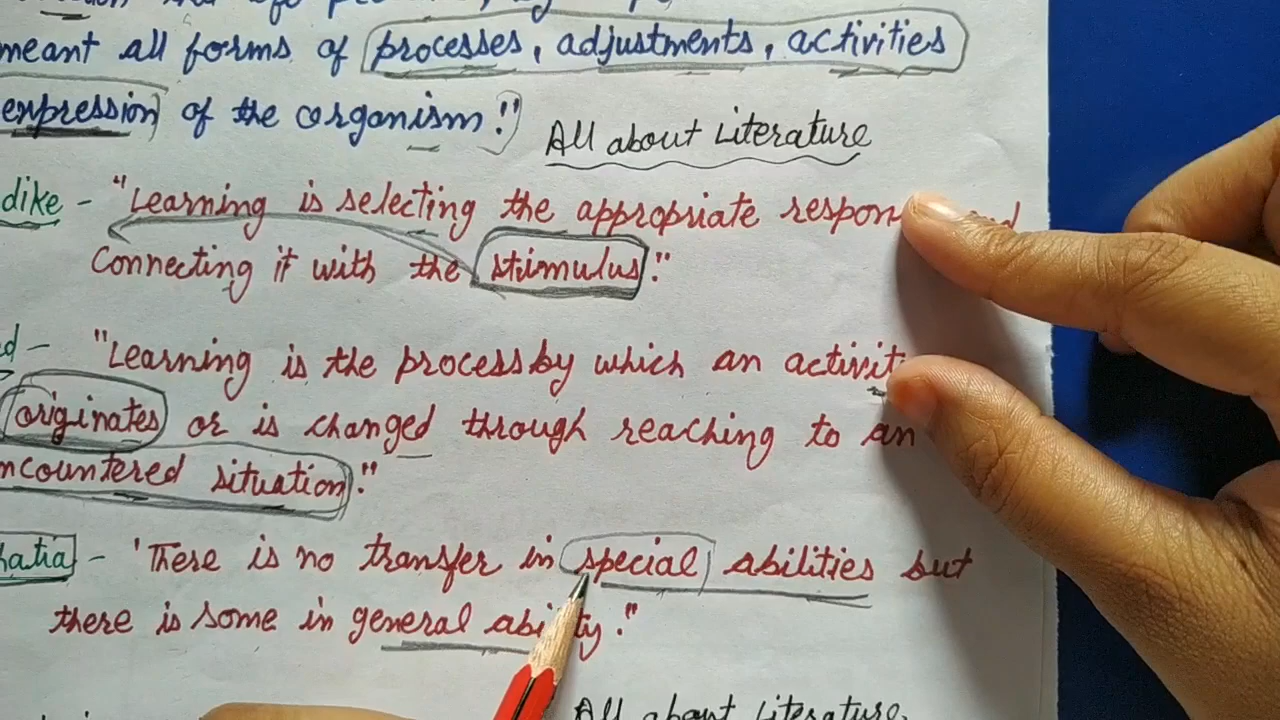 meant all forms of processes, adjustments, activities
expression of the organism."
All about Literature
dike - "Learning is selecting the appropriate respon
Connecting it with the stimulus."
d - "Learning is the process by which an activit
originates or is changed through reaching to an
ncountered situation."
hatia - 'There is no transfer in special abilities but
there is some in general ability."
All about Literature